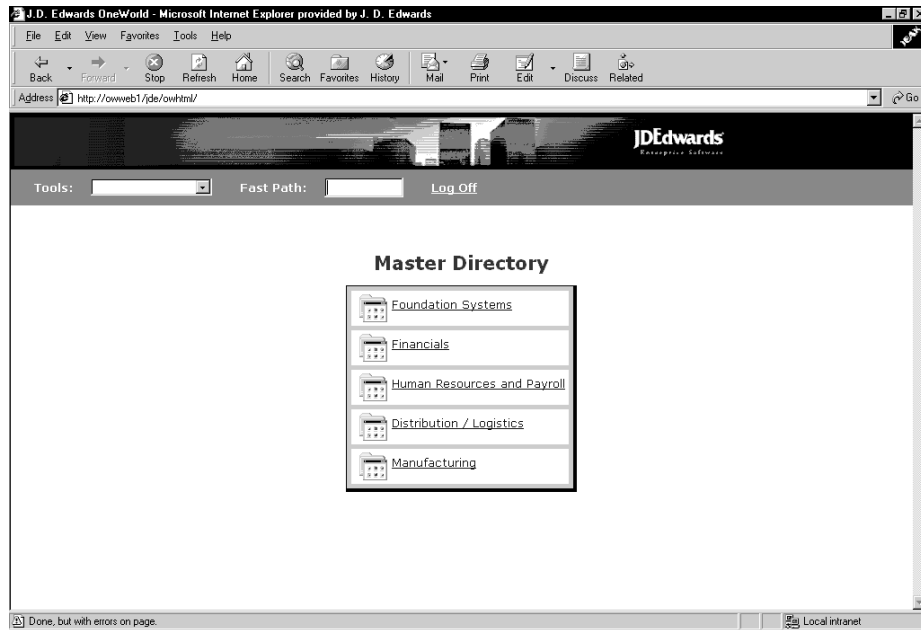 J.D. Edwards OneWorld - Microsoft Internet Explorer provided by J. D. Edwards
File Edit View Favorites Tools Help
Back Forward Stop Refresh Home Search Favorites History Mail Print Edit Discuss Related
Address http://owweb1/jde/owhtml/ Go
JDEdwards
Enterprise Software
Tools: Fast Path: Log Off
Master Directory
Foundation Systems
Financials
Human Resources and Payroll
Distribution / Logistics
Manufacturing
Done, but with errors on page. Local intranet